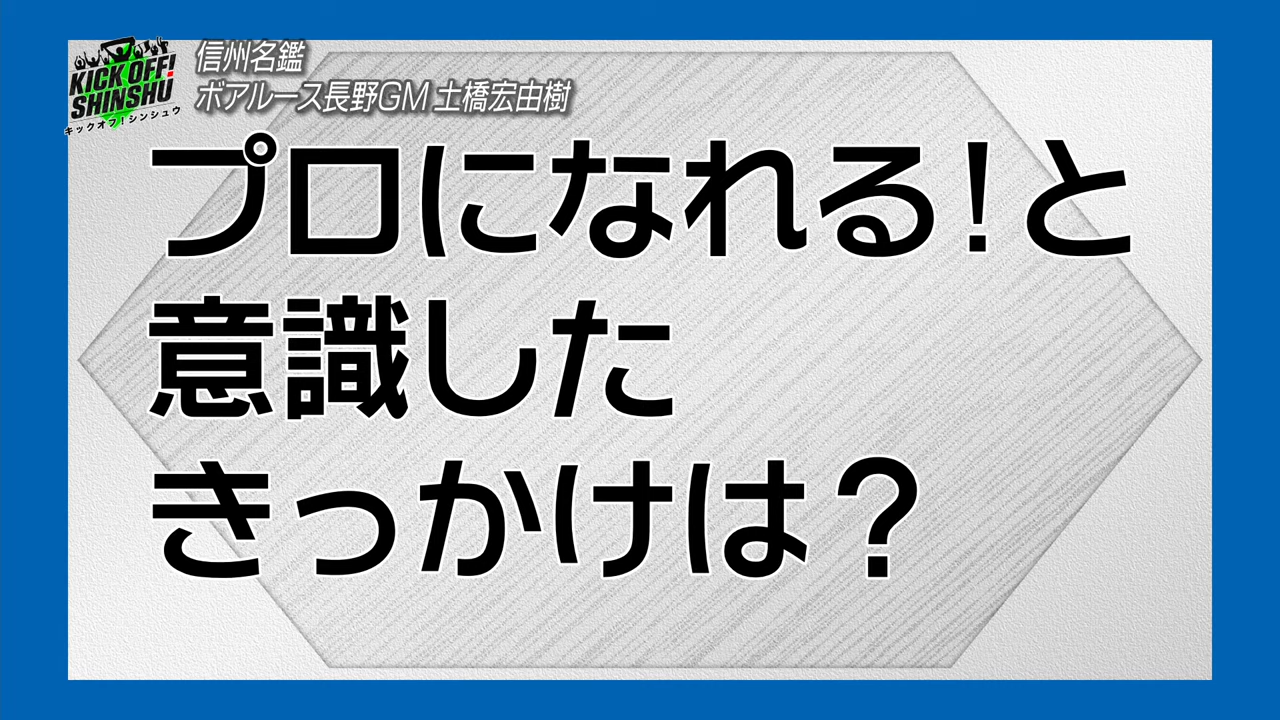 KICK OFF!
SHINSHU
キックオフ!シンシュウ
信州名鑑
ボアルース長野GM 土橋宏由樹
プロになれる!と
意識した
きっかけは?